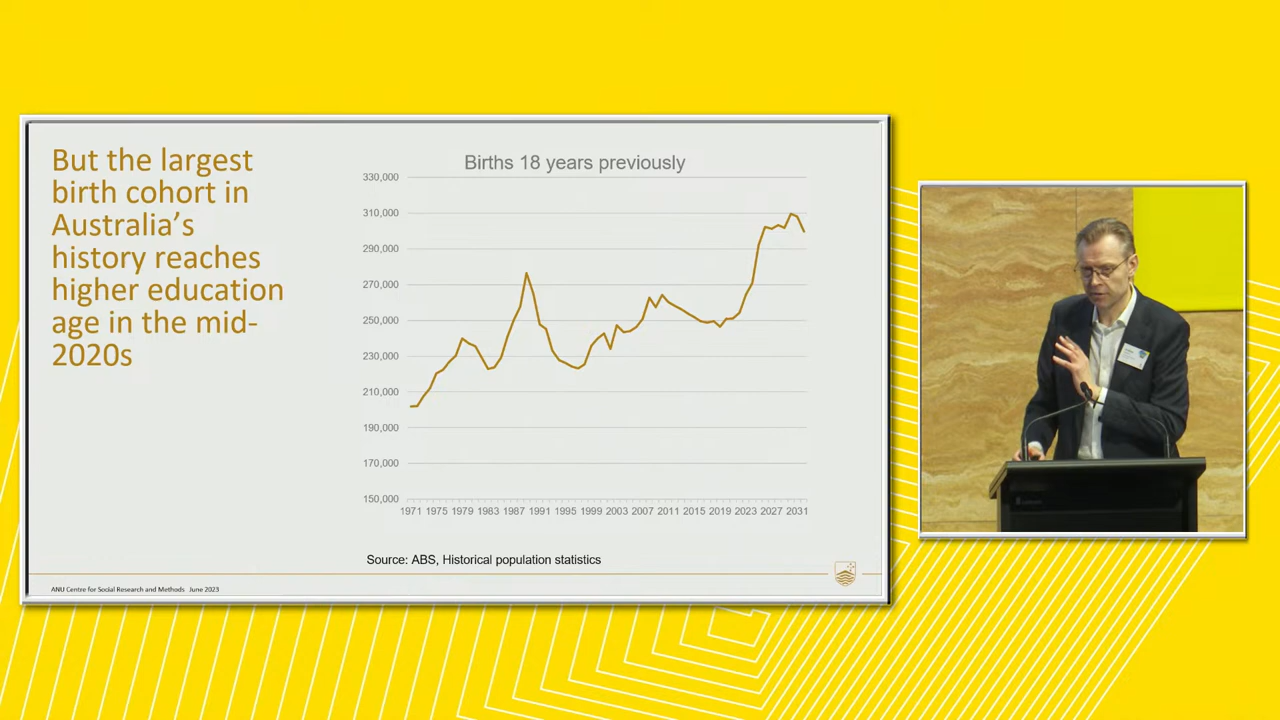 But the largest
birth cohort in
Australia's
history reaches
higher education
age in the mid-
2020s
Births 18 years previously
330,000
310,000
290,000
270,000
250,000
230,000
210,000
190,000
170,000
150,000
1971 1975 1979 1983 1987 1991 1995 1999 2003 2007 2011 2015 2019 2023 2027 2031
Source: ABS, Historical population statistics
ANU Centre for Social Research and Methods June 2023